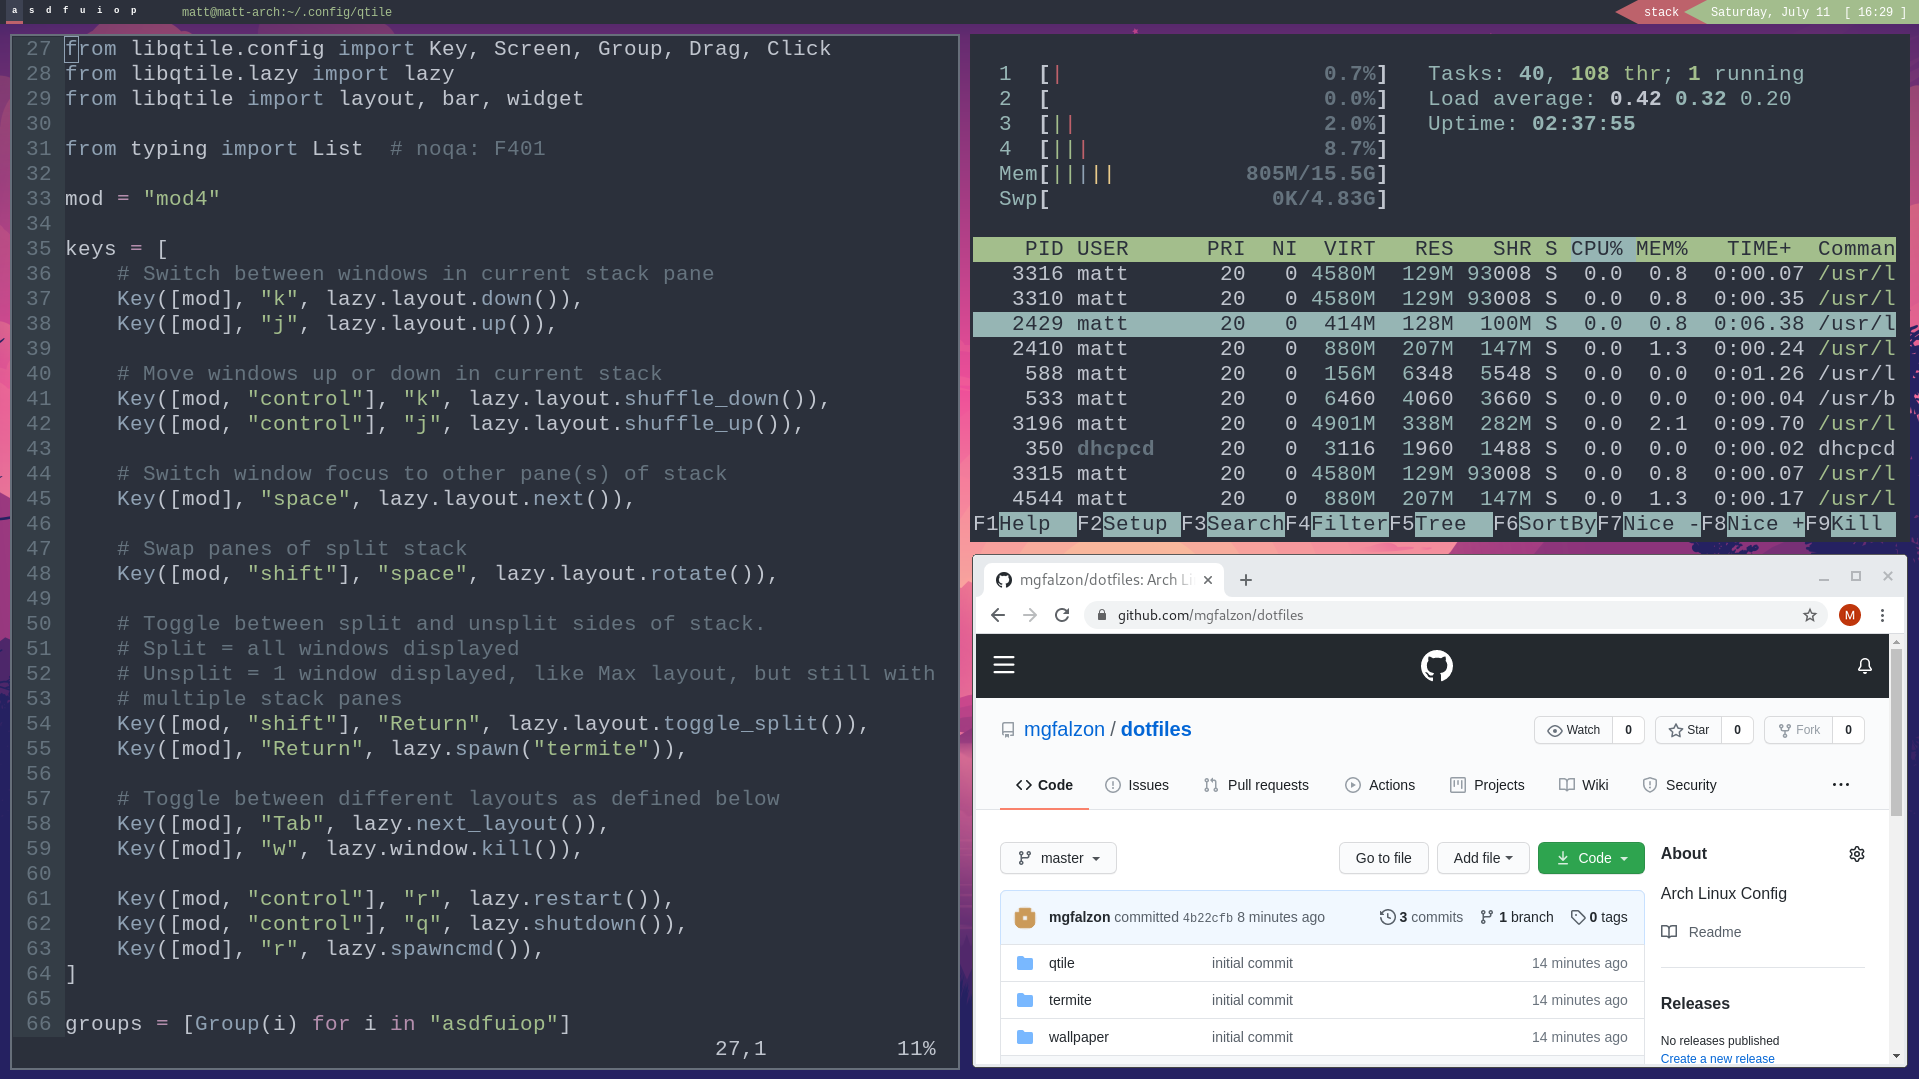 a s d f u i o p
matt@matt-arch:~/.config/qtile
stack
Saturday, July 11 [ 16:29 ]
27 from libqtile.config import Key, Screen, Group, Drag, Click
28 from libqtile.lazy import lazy
29 from libqtile import layout, bar, widget
30
31 from typing import List  # noqa: F401
32
33 mod = "mod4"
34
35 keys = [
36     # Switch between windows in current stack pane
37     Key([mod], "k", lazy.layout.down()),
38     Key([mod], "j", lazy.layout.up()),
39
40     # Move windows up or down in current stack
41     Key([mod, "control"], "k", lazy.layout.shuffle_down()),
42     Key([mod, "control"], "j", lazy.layout.shuffle_up()),
43
44     # Switch window focus to other pane(s) of stack
45     Key([mod], "space", lazy.layout.next()),
46
47     # Swap panes of split stack
48     Key([mod, "shift"], "space", lazy.layout.rotate()),
49
50     # Toggle between split and unsplit sides of stack.
51     # Split = all windows displayed
52     # Unsplit = 1 window displayed, like Max layout, but still with
53     # multiple stack panes
54     Key([mod, "shift"], "Return", lazy.layout.toggle_split()),
55     Key([mod], "Return", lazy.spawn("termite")),
56
57     # Toggle between different layouts as defined below
58     Key([mod], "Tab", lazy.next_layout()),
59     Key([mod], "w", lazy.window.kill()),
60
61     Key([mod, "control"], "r", lazy.restart()),
62     Key([mod, "control"], "q", lazy.shutdown()),
63     Key([mod], "r", lazy.spawncmd()),
64 ]
65
66 groups = [Group(i) for i in "asdfuiop"]
27,1 11%
1 [| 0.7%] Tasks: 40, 108 thr; 1 running
2 [ 0.0%] Load average: 0.42 0.32 0.20
3 [|| 2.0%] Uptime: 02:37:55
4 [||| 8.7%]
Mem[||||| 805M/15.5G]
Swp[ 0K/4.83G]
PID USER PRI NI VIRT RES SHR S CPU% MEM% TIME+ Comman
3316 matt 20 0 4580M 129M 93008 S 0.0 0.8 0:00.07 /usr/l
3310 matt 20 0 4580M 129M 93008 S 0.0 0.8 0:00.35 /usr/l
2429 matt 20 0 414M 128M 100M S 0.0 0.8 0:06.38 /usr/l
2410 matt 20 0 880M 207M 147M S 0.0 1.3 0:00.24 /usr/l
588 matt 20 0 156M 6348 5548 S 0.0 0.0 0:01.26 /usr/l
533 matt 20 0 6460 4060 3660 S 0.0 0.0 0:00.04 /usr/b
3196 matt 20 0 4901M 338M 282M S 0.0 2.1 0:09.70 /usr/l
350 dhcpcd 20 0 3116 1960 1488 S 0.0 0.0 0:00.02 dhcpcd
3315 matt 20 0 4580M 129M 93008 S 0.0 0.8 0:00.07 /usr/l
4544 matt 20 0 880M 207M 147M S 0.0 1.3 0:00.17 /usr/l
F1Help F2Setup F3SearchF4FilterF5Tree F6SortByF7Nice -F8Nice +F9Kill
mgfalzon/dotfiles: Arch Li
github.com/mgfalzon/dotfiles
M
mgfalzon / dotfiles
Watch 0 Star 0 Fork 0
Code Issues Pull requests Actions Projects Wiki Security
master Go to file Add file Code
mgfalzon committed 4b22cfb 8 minutes ago 3 commits 1 branch 0 tags
qtile initial commit 14 minutes ago
termite initial commit 14 minutes ago
wallpaper initial commit 14 minutes ago
About
Arch Linux Config
Readme
Releases
No releases published
Create a new release